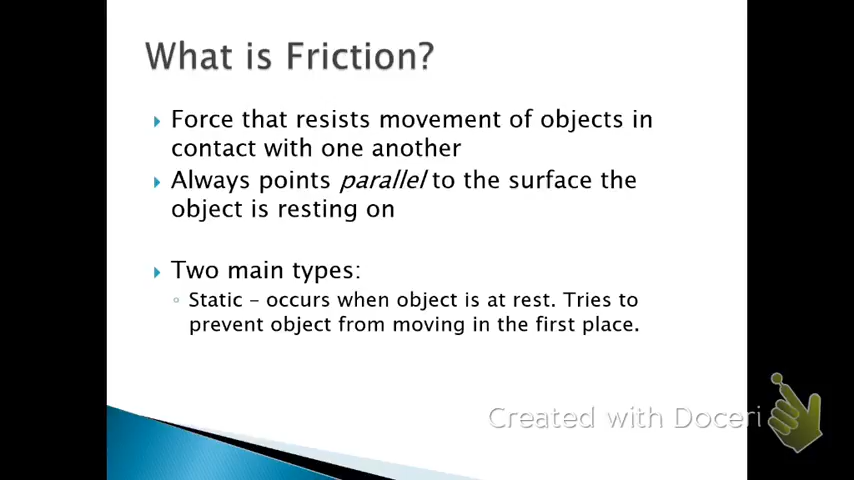 What is Friction?
Force that resists movement of objects in
contact with one another
Always points parallel to the surface the
object is resting on
Two main types:
Static – occurs when object is at rest. Tries to
prevent object from moving in the first place.
Created with Doceri